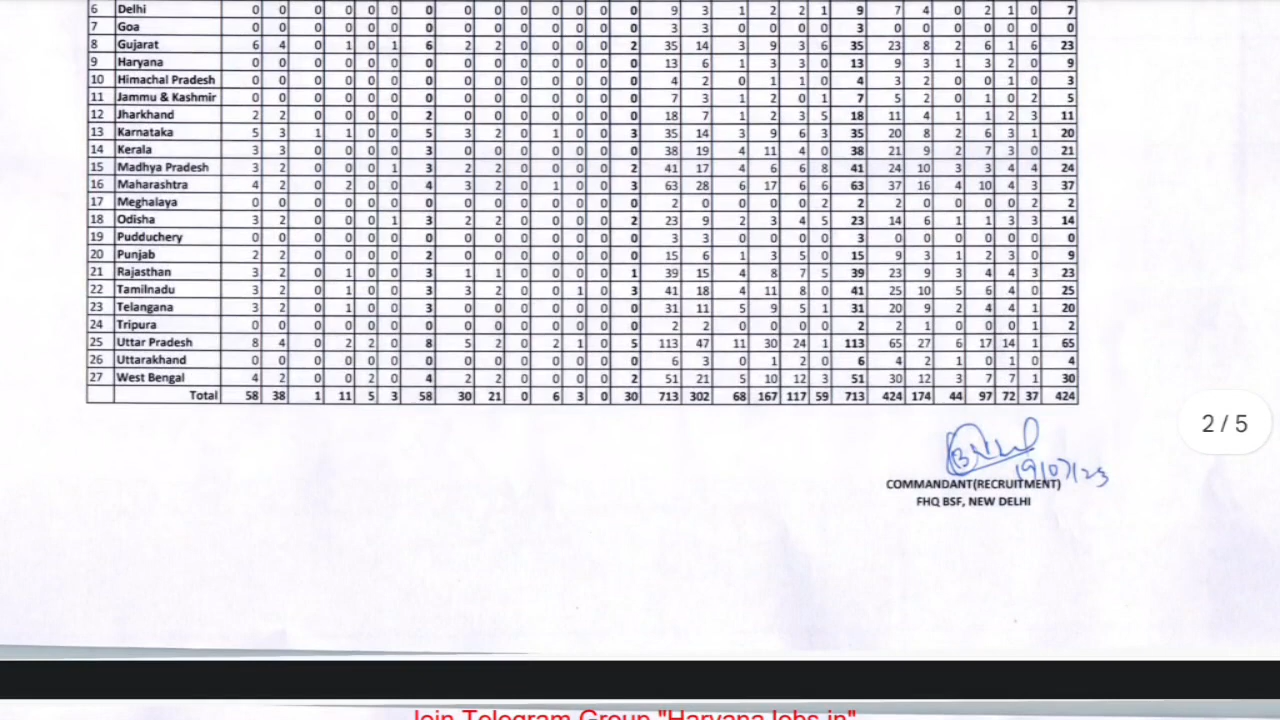 6 Delhi 0 0 0 0 0 0 0 0 0 0 0 0 0 0 9 3 1 2 2 1 9 7 4 0 2 1 0 7
7 Goa 0 0 0 0 0 0 0 0 0 0 0 0 0 0 3 3 0 0 0 0 3 0 0 0 0 0 0 0
8 Gujarat 6 4 0 1 0 1 6 2 2 0 0 0 0 2 35 14 3 9 3 6 35 23 8 2 6 1 6 23
9 Haryana 0 0 0 0 0 0 0 0 0 0 0 0 0 0 13 6 1 3 3 0 13 9 3 1 3 2 0 9
10 Himachal Pradesh 0 0 0 0 0 0 0 0 0 0 0 0 0 0 4 2 0 1 1 0 4 3 2 0 0 1 0 3
11 Jammu & Kashmir 0 0 0 0 0 0 0 0 0 0 0 0 0 0 7 3 1 2 0 1 7 5 2 0 1 0 2 5
12 Jharkhand 2 2 0 0 0 0 2 0 0 0 0 0 0 0 18 7 1 2 3 5 18 11 4 1 1 2 3 11
13 Karnataka 5 3 1 1 0 0 5 3 2 0 1 0 0 3 35 14 3 9 6 3 35 20 8 2 6 3 1 20
14 Kerala 3 3 0 0 0 0 3 0 0 0 0 0 0 0 38 19 4 11 4 0 38 21 9 2 7 3 0 21
15 Madhya Pradesh 3 2 0 0 0 1 3 2 2 0 0 0 0 2 41 17 4 6 6 8 41 24 10 3 3 4 4 24
16 Maharashtra 4 2 0 2 0 0 4 3 2 0 1 0 0 3 63 28 6 17 6 6 63 37 16 4 10 4 3 37
17 Meghalaya 0 0 0 0 0 0 0 0 0 0 0 0 0 0 2 0 0 0 0 2 2 2 0 0 0 0 2 2
18 Odisha 3 2 0 0 0 1 3 2 2 0 0 0 0 2 23 9 2 3 4 5 23 14 6 1 1 3 3 14
19 Pudduchery 0 0 0 0 0 0 0 0 0 0 0 0 0 0 3 3 0 0 0 0 3 0 0 0 0 0 0 0
20 Punjab 2 2 0 0 0 0 2 0 0 0 0 0 0 0 15 6 1 3 5 0 15 9 3 1 2 3 0 9
21 Rajasthan 3 2 0 1 0 0 3 1 1 0 0 0 0 1 39 15 4 8 7 5 39 23 9 3 4 4 3 23
22 Tamilnadu 3 2 0 1 0 0 3 3 2 0 0 1 0 3 41 18 4 11 8 0 41 25 10 5 6 4 0 25
23 Telangana 3 2 0 1 0 0 3 0 0 0 0 0 0 0 31 11 5 9 5 1 31 20 9 2 4 4 1 20
24 Tripura 0 0 0 0 0 0 0 0 0 0 0 0 0 0 2 2 0 0 0 0 2 2 1 0 0 0 1 2
25 Uttar Pradesh 8 4 0 2 2 0 8 5 2 0 2 1 0 5 113 47 11 30 24 1 113 65 27 6 17 14 1 65
26 Uttarakhand 0 0 0 0 0 0 0 0 0 0 0 0 0 0 6 3 0 1 2 0 6 4 2 1 0 1 0 4
27 West Bengal 4 2 0 0 2 0 4 2 2 0 0 0 0 2 51 21 5 10 12 3 51 30 12 3 7 7 1 30
Total 58 38 1 11 5 3 58 30 21 0 6 3 0 30 713 302 68 167 117 59 713 424 174 44 97 72 37 424
2 / 5
19/07/23
COMMANDANT(RECRUITMENT)
FHQ BSF, NEW DELHI
Join Telegram Group "HaryanaJobs.in"